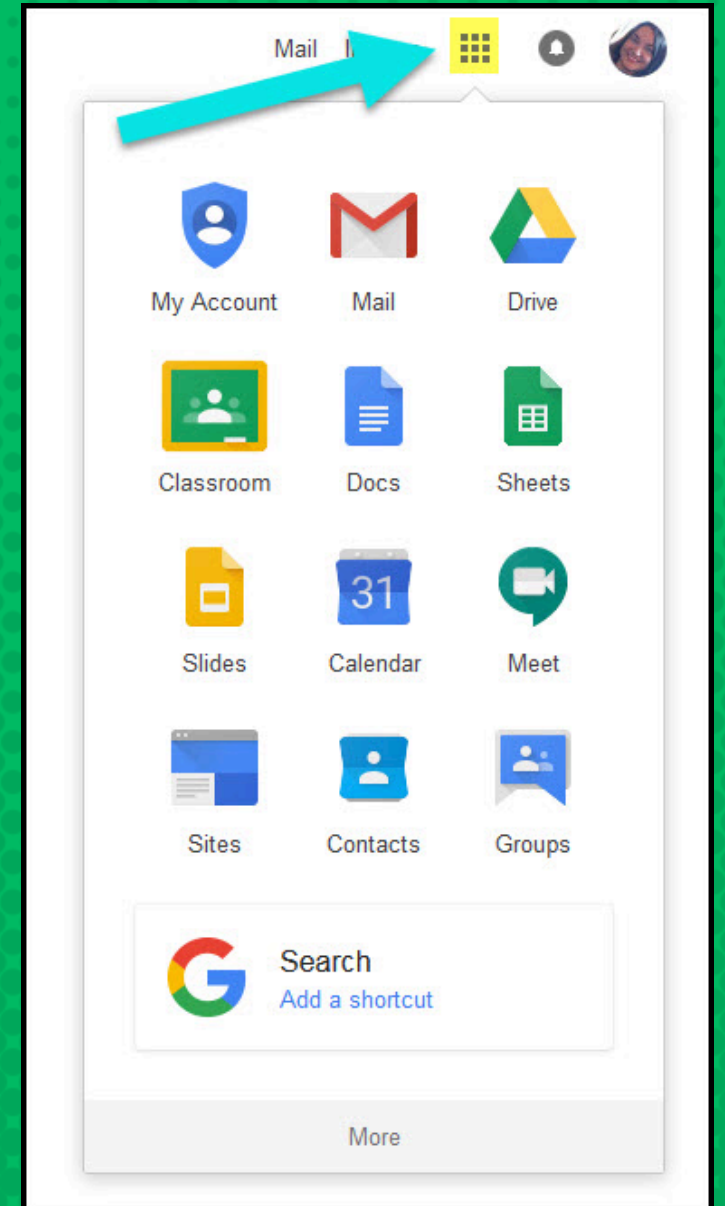 Mail
My Account Mail Drive
Classroom Docs Sheets
31
Slides Calendar Meet
Sites Contacts Groups
Search
Add a shortcut
More